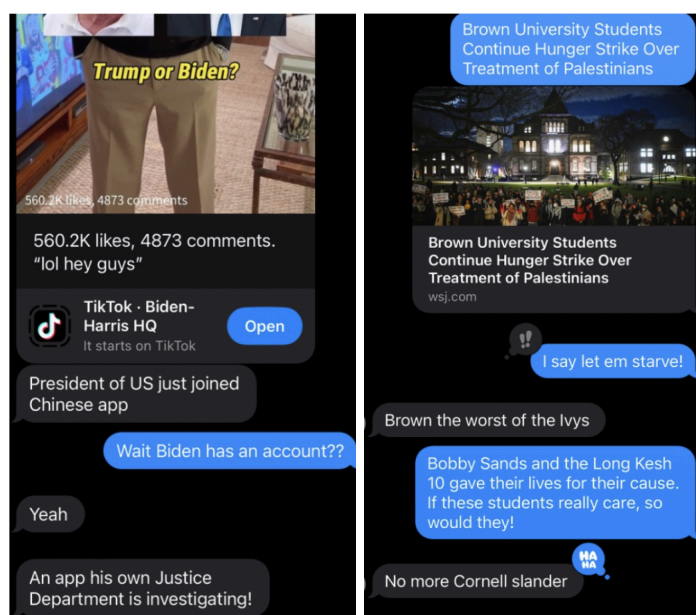 Trump or Biden?
560.2K likes, 4873 comments
560.2K likes, 4873 comments.
“lol hey guys”
TikTok · Biden-
Harris HQ
It starts on TikTok
Open
President of US just joined
Chinese app
Wait Biden has an account??
Yeah
An app his own Justice
Department is investigating!
Brown University Students
Continue Hunger Strike Over
Treatment of Palestinians
Brown University Students
Continue Hunger Strike Over
Treatment of Palestinians
wsj.com
!!
I say let em starve!
Brown the worst of the Ivys
Bobby Sands and the Long Kesh
10 gave their lives for their cause.
If these students really care, so
would they!
HA
HA
No more Cornell slander